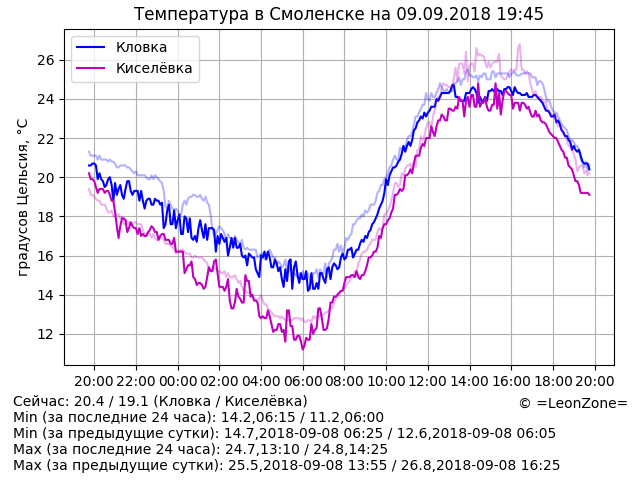 Температура в Смоленске на 09.09.2018 19:45
Кловка
Киселёвка
градусов Цельсия, °C
26
24
22
20
18
16
14
12
20:00 22:00 00:00 02:00 04:00 06:00 08:00 10:00 12:00 14:00 16:00 18:00 20:00
Сейчас: 20.4 / 19.1 (Кловка / Киселёвка)
© =LeonZone=
Min (за последние 24 часа): 14.2,06:15 / 11.2,06:00
Min (за предыдущие сутки): 14.7,2018-09-08 06:25 / 12.6,2018-09-08 06:05
Max (за последние 24 часа): 24.7,13:10 / 24.8,14:25
Max (за предыдущие сутки): 25.5,2018-09-08 13:55 / 26.8,2018-09-08 16:25